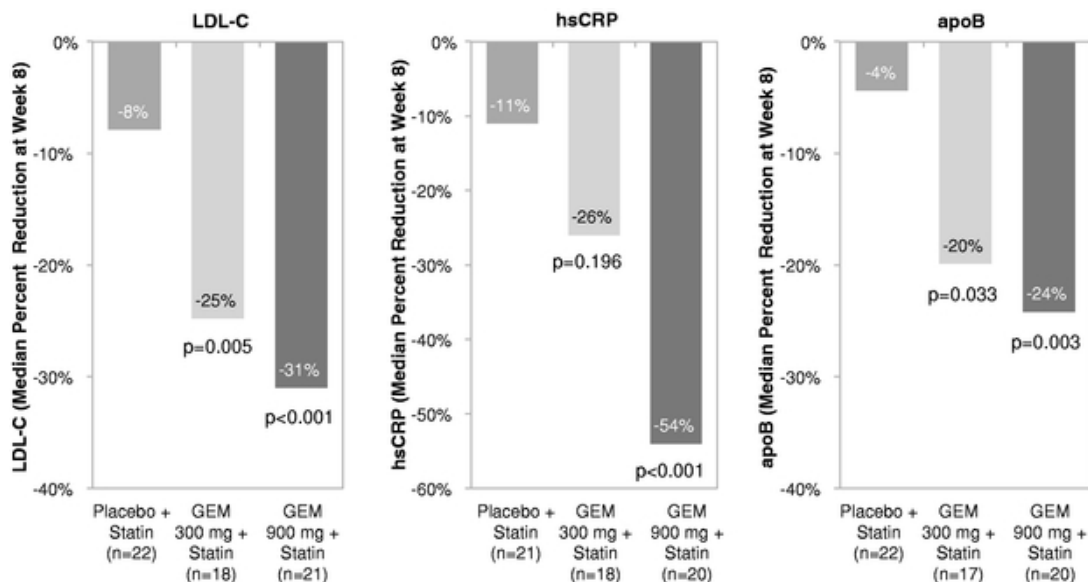 LDL-C
LDL-C (Median Percent Reduction at Week 8)
0%
-10%
-20%
-30%
-40%
-8%
-25%
p=0.005
-31%
p<0.001
Placebo +
Statin
(n=22)
GEM
300 mg +
Statin
(n=18)
GEM
900 mg +
Statin
(n=21)
hsCRP
hsCRP (Median Percent Reduction at Week 8)
0%
-10%
-20%
-30%
-40%
-50%
-60%
-11%
-26%
p=0.196
-54%
p<0.001
Placebo +
Statin
(n=21)
GEM
300 mg +
Statin
(n=18)
GEM
900 mg +
Statin
(n=20)
apoB
apoB (Median Percent Reduction at Week 8)
0%
-10%
-20%
-30%
-40%
-4%
-20%
p=0.033
-24%
p=0.003
Placebo +
Statin
(n=22)
GEM
300 mg +
Statin
(n=17)
GEM
900 mg +
Statin
(n=20)